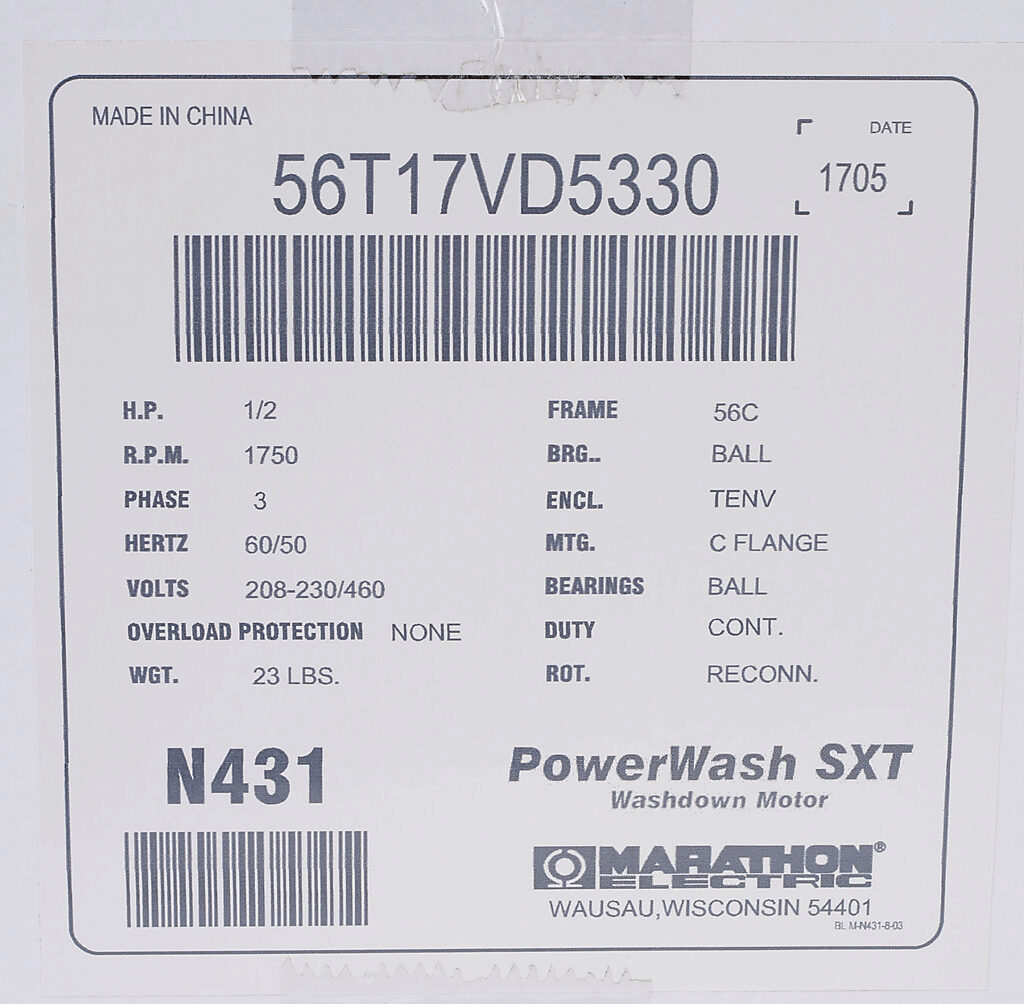 MADE IN CHINA
DATE
56T17VD5330
1705
H.P. 1/2
FRAME 56C
R.P.M. 1750
BRG.. BALL
PHASE 3
ENCL. TENV
HERTZ 60/50
MTG. C FLANGE
VOLTS 208-230/460
BEARINGS BALL
OVERLOAD PROTECTION NONE
DUTY CONT.
WGT. 23 LBS.
ROT. RECONN.
N431
PowerWash SXT
Washdown Motor
MARATHON®
ELECTRIC
WAUSAU,WISCONSIN 54401
BL M-N431-8-03